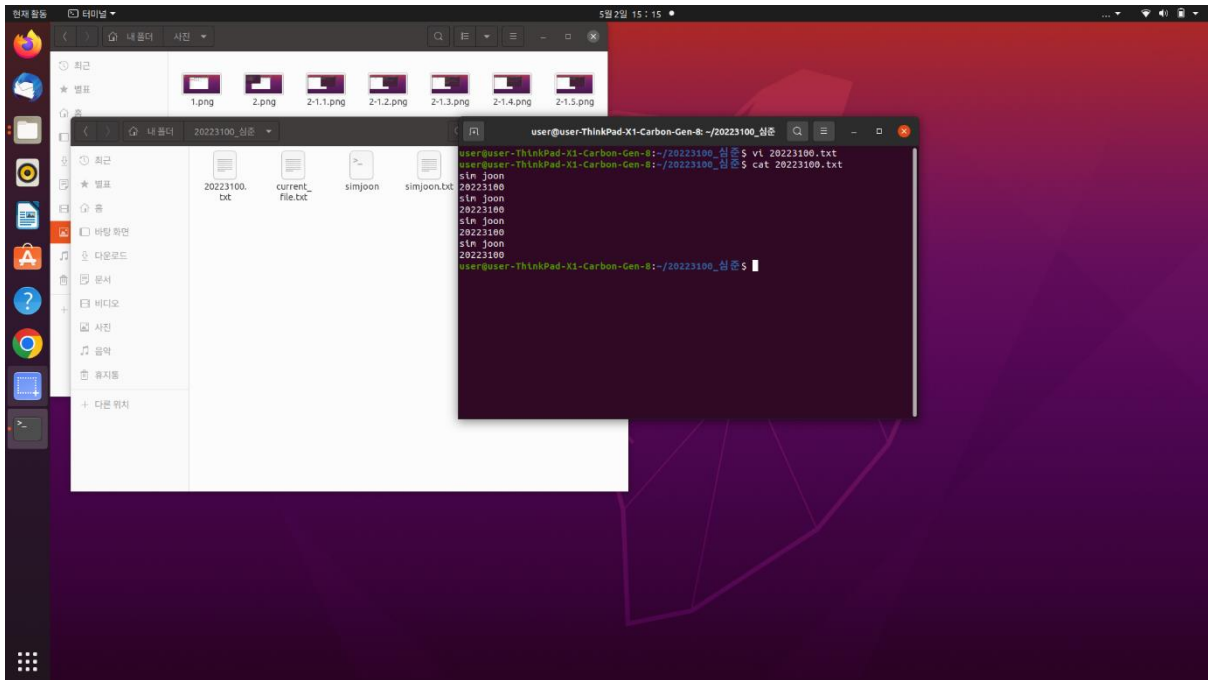 현재 활동 터미널 5월 2일 15 : 15
내 폴더 사진
최근
별표
홈
1.png 2.png 2-1.1.png 2-1.2.png 2-1.3.png 2-1.4.png 2-1.5.png
내 폴더 20223100_심준
최근
별표
홈
바탕 화면
다운로드
문서
비디오
사진
음악
휴지통
+ 다른 위치
20223100.
txt
current_
file.txt
simjoon
simjoon.txt
user@user-ThinkPad-X1-Carbon-Gen-8: ~/20223100_심준
user@user-ThinkPad-X1-Carbon-Gen-8:~/20223100_심준$ vi 20223100.txt
user@user-ThinkPad-X1-Carbon-Gen-8:~/20223100_심준$ cat 20223100.txt
sim joon
20223100
sim joon
20223100
sim joon
20223100
sim joon
20223100
user@user-ThinkPad-X1-Carbon-Gen-8:~/20223100_심준$